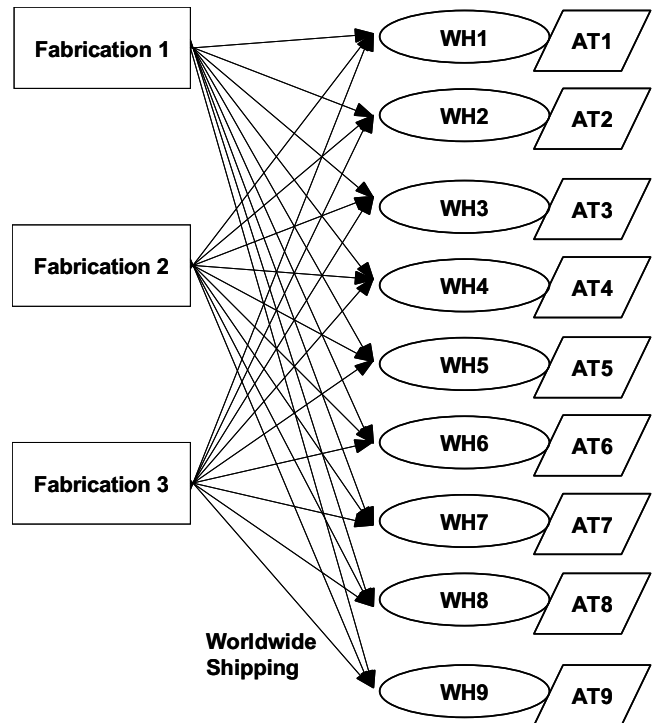 Fabrication 1
WH1
AT1
WH2
AT2
WH3
AT3
Fabrication 2
WH4
AT4
WH5
AT5
WH6
AT6
Fabrication 3
WH7
AT7
WH8
AT8
Worldwide
Shipping
WH9
AT9